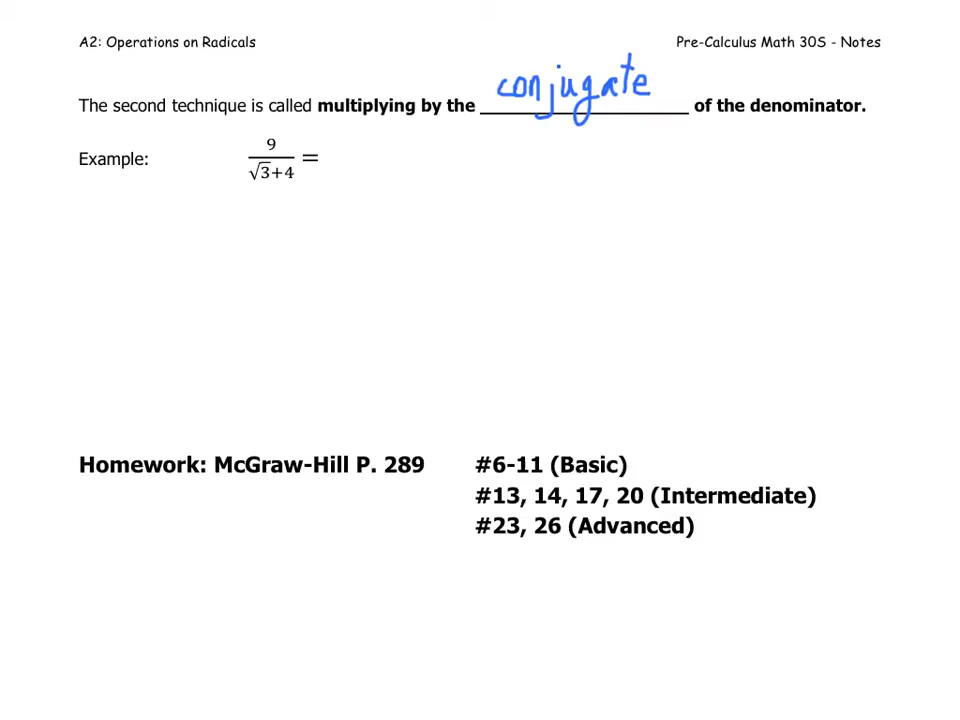 A2: Operations on Radicals Pre-Calculus Math 30S - Notes
The second technique is called multiplying by the conjugate of the denominator.
Example: 9/(√3+4) =
Homework: McGraw-Hill P. 289 #6-11 (Basic)
#13, 14, 17, 20 (Intermediate)
#23, 26 (Advanced)